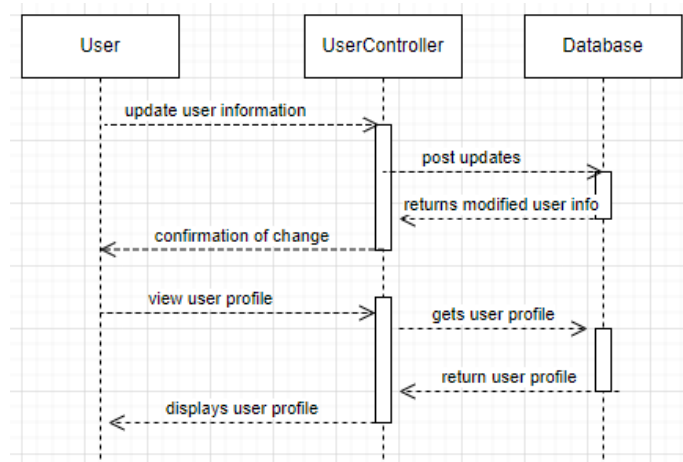 User
UserController
Database
update user information
post updates
returns modified user info
confirmation of change
view user profile
gets user profile
return user profile
displays user profile